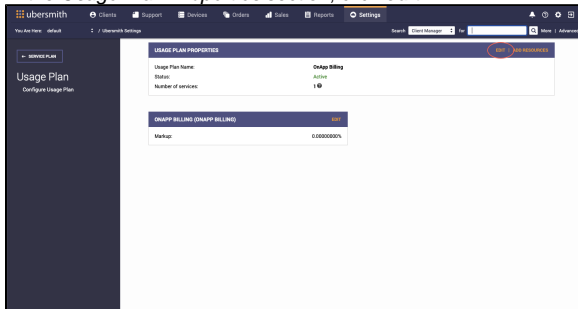 ubersmith Clients Support Devices Orders Sales Reports Settings
You Are Here: default / Ubersmith Settings Search Client Manager for More | Advanced
← SERVICE PLAN
Usage Plan
Configure Usage Plan
USAGE PLAN PROPERTIES EDIT | ADD RESOURCES
Usage Plan Name: OnApp Billing
Status: Active
Number of services: 1
ONAPP BILLING (ONAPP BILLING) EDIT
Markup: 0.00000000%